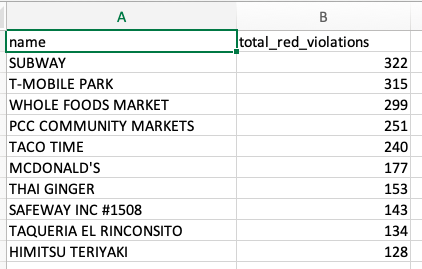 A B
name total_red_violations
SUBWAY 322
T-MOBILE PARK 315
WHOLE FOODS MARKET 299
PCC COMMUNITY MARKETS 251
TACO TIME 240
MCDONALD'S 177
THAI GINGER 153
SAFEWAY INC #1508 143
TAQUERIA EL RINCONSITO 134
HIMITSU TERIYAKI 128